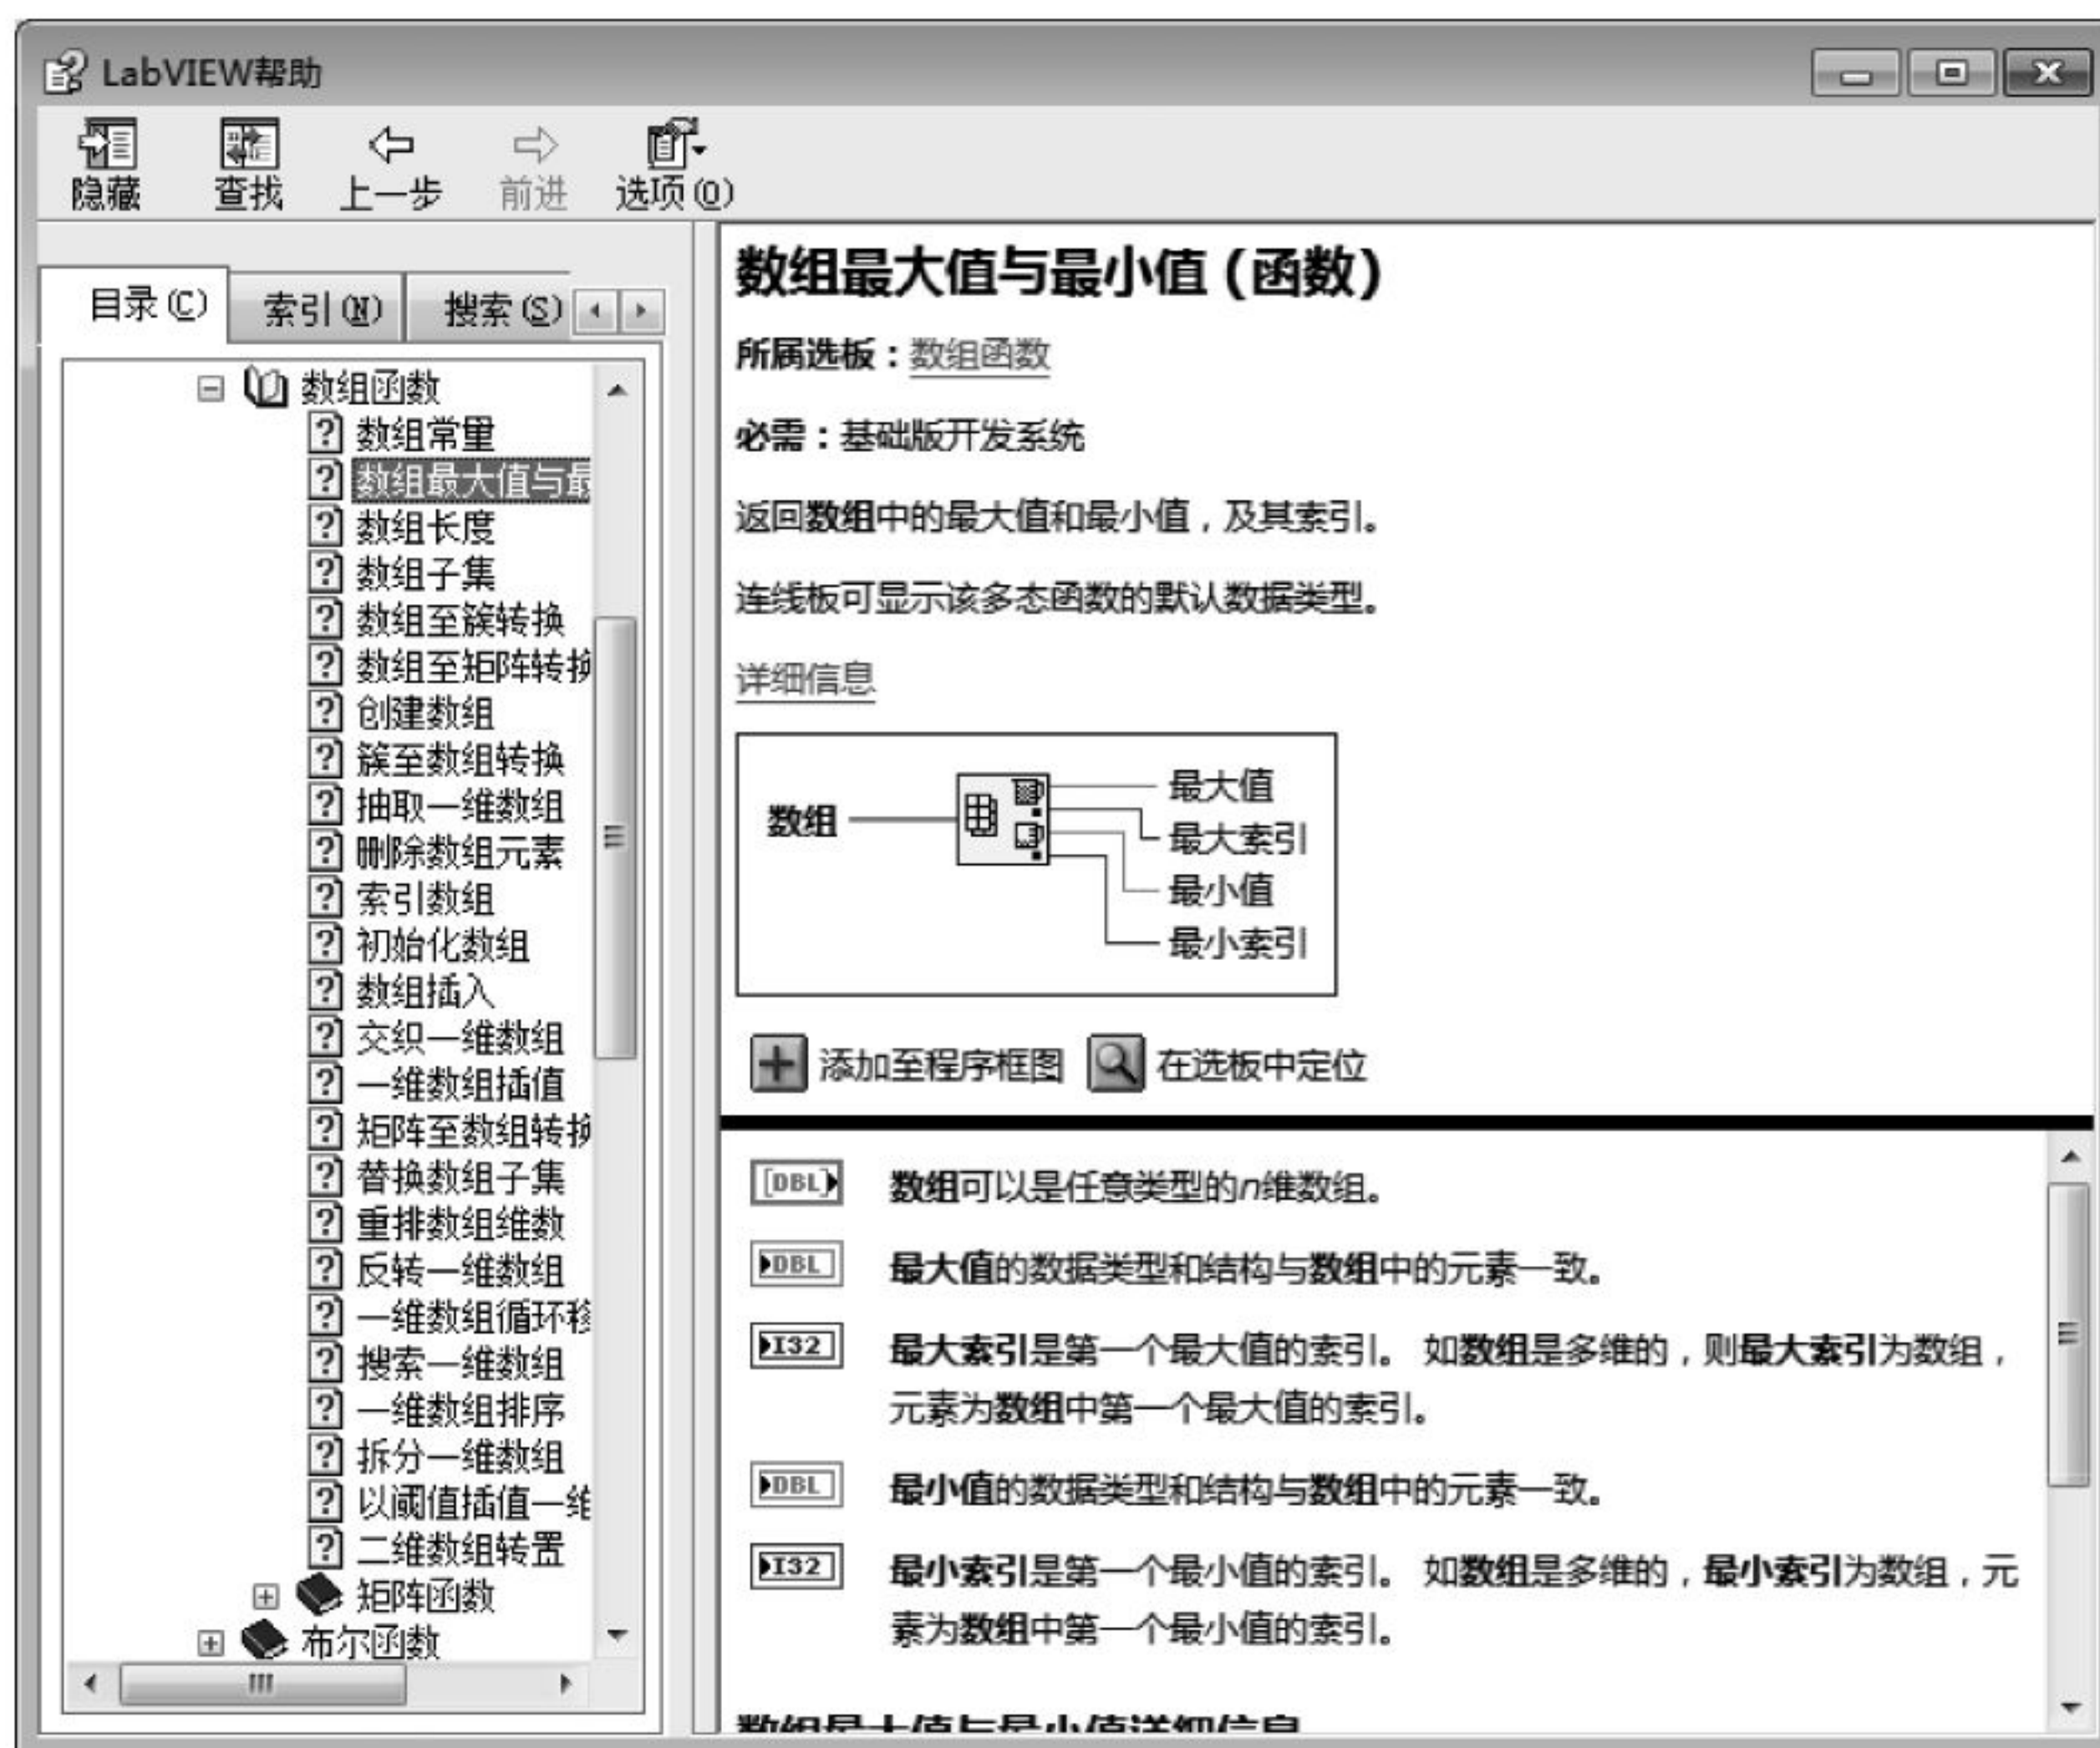 LabVIEW帮助
隐藏 查找 上一步 前进 选项(O)
目录(C) 索引(N) 搜索(S)
数组函数
数组常量
数组最大值与最
数组长度
数组子集
数组至簇转换
数组至矩阵转换
创建数组
簇至数组转换
抽取一维数组
删除数组元素
索引数组
初始化数组
数组插入
交织一维数组
一维数组插值
矩阵至数组转换
替换数组子集
重排数组维数
反转一维数组
一维数组循环移
搜索一维数组
一维数组排序
拆分一维数组
以阈值插值一维
二维数组转置
矩阵函数
布尔函数
数组最大值与最小值 (函数)
所属选板：数组函数
必需：基础版开发系统
返回数组中的最大值和最小值，及其索引。
连线板可显示该多态函数的默认数据类型。
详细信息
数组
最大值
最大索引
最小值
最小索引
添加至程序框图 在选板中定位
[DBL] 数组可以是任意类型的n维数组。
DBL 最大值的数据类型和结构与数组中的元素一致。
I32 最大索引是第一个最大值的索引。 如数组是多维的，则最大索引为数组，
元素为数组中第一个最大值的索引。
DBL 最小值的数据类型和结构与数组中的元素一致。
I32 最小索引是第一个最小值的索引。 如数组是多维的，最小索引为数组，元
素为数组中第一个最小值的索引。
数组最大值与最小值详细信息